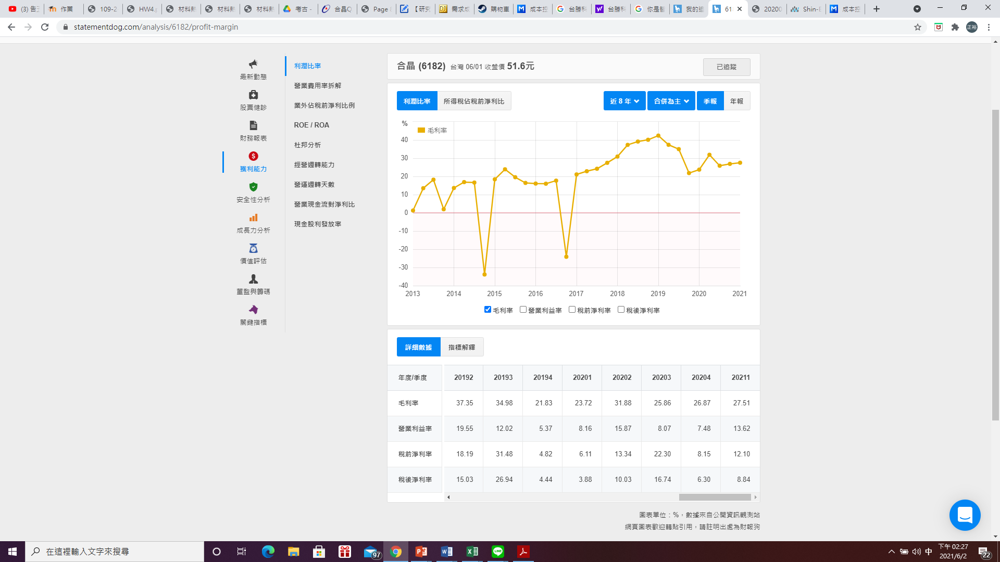 (3) 告
作業
109-2
HW4.p
材料熱
材料熱
材料熱
考古 -
合晶Q
Page
【研究
需求成
購物車
成本控
台勝科
台勝科
你是智
我的追
618
20200
Shin-E
成本控
statementdog.com/analysis/6182/profit-margin
正裕
最新動態
股票健診
財務報表
獲利能力
安全性分析
成長力分析
價值評估
董監與籌碼
關鍵指標
利潤比率
營業費用率拆解
業外佔稅前淨利比例
ROE / ROA
杜邦分析
經營週轉能力
營運週轉天數
營業現金流對淨利比
現金股利發放率
合晶 (6182) 台灣 06/01 收盤價 51.6元
已追蹤
利潤比率 所得稅佔稅前淨利比 近 8 年 合併為主 季報 年報
%
毛利率
40
30
20
10
0
-10
-20
-30
-40
2013 2014 2015 2016 2017 2018 2019 2020 2021
毛利率 營業利益率 稅前淨利率 稅後淨利率
詳細數據 指標解釋
年度/季度 20192 20193 20194 20201 20202 20203 20204 20211
毛利率 37.35 34.98 21.83 23.72 31.88 25.86 26.87 27.51
營業利益率 19.55 12.02 5.37 8.16 15.87 8.07 7.48 13.62
稅前淨利率 18.19 31.48 4.82 6.11 13.34 22.30 8.15 12.10
稅後淨利率 15.03 26.94 4.44 3.88 10.03 16.74 6.30 8.84
圖表單位：%，數據來自公開資訊觀測站
網頁圖表歡迎轉貼引用，請註明出處為財報狗
在這裡輸入文字來搜尋
97
中
下午 02:27
2021/6/2
22